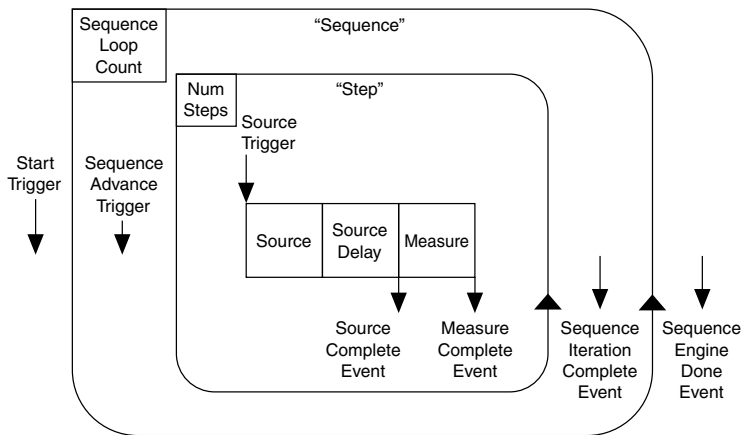 Sequence
Loop
Count
“Sequence”
Num
Steps
“Step”
Source
Trigger
Start
Trigger
Sequence
Advance
Trigger
Source
Source
Delay
Measure
Source
Complete
Event
Measure
Complete
Event
Sequence
Iteration
Complete
Event
Sequence
Engine
Done
Event